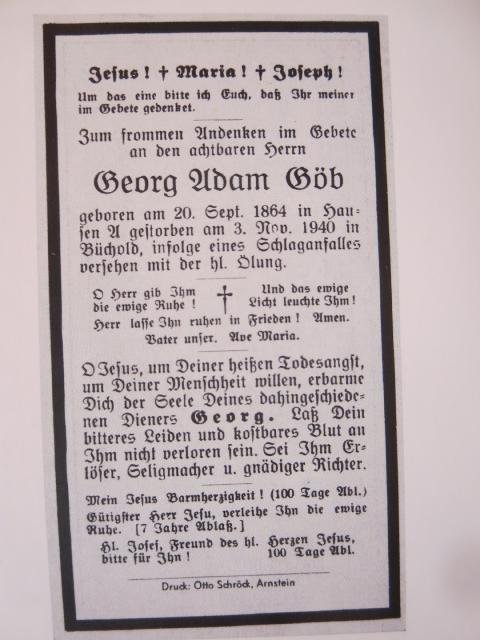 Jesus! † Maria! † Joseph!
Um das eine bitte ich Euch, daß Ihr meiner
im Gebete gedenket.
Zum frommen Andenken im Gebete
an den achtbaren Herrn
Georg Adam Göb
geboren am 20. Sept. 1864 in Hau-
sen A gestorben am 3. Nov. 1940 in
Büchold, infolge eines Schlaganfalles
versehen mit der hl. Ölung.
O Herr gib Ihm
die ewige Ruhe!
†
Und das ewige
Licht leuchte Ihm!
Herr lasse Ihn ruhen in Frieden! Amen.
Vater unser. Ave Maria.
O Jesus, um Deiner heißen Todesangst,
um Deiner Menschheit willen, erbarme
Dich der Seele Deines dahingeschiede-
nen Dieners Georg. Laß Dein
bitteres Leiden und kostbares Blut an
Ihm nicht verloren sein. Sei Ihm Er-
löser, Seligmacher u. gnädiger Richter.
Mein Jesus Barmherzigkeit! (100 Tage Abl.)
Gütigster Herr Jesu, verleihe Ihn die ewige
Ruhe. [7 Jahre Ablaß.]
Hl. Josef, Freund des hl. Herzen Jesus,
bitte für Ihn! 100 Tage Abl.
Druck: Otto Schröck, Arnstein